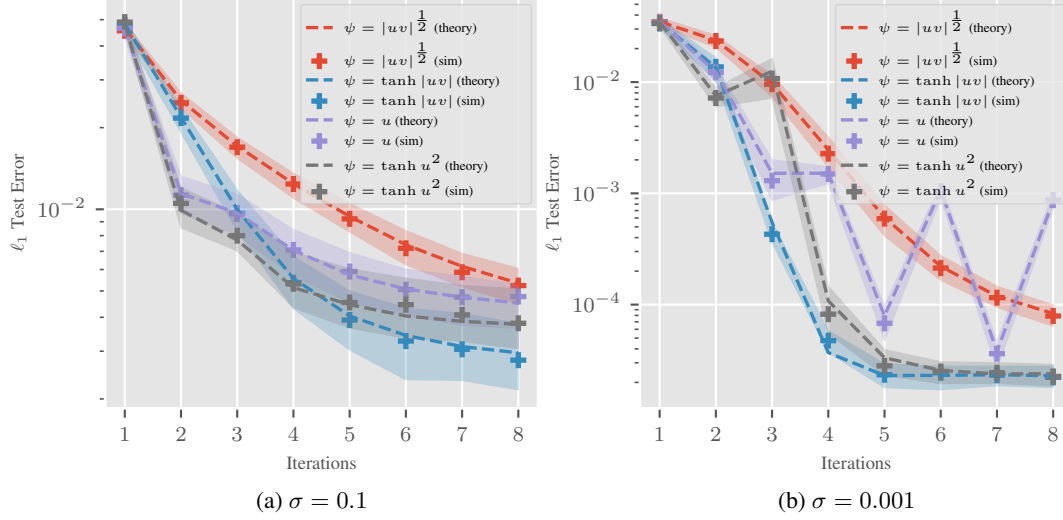 ℓ₁ Test Error
10⁻²
ψ = |uv|^{1/2} (theory)
ψ = |uv|^{1/2} (sim)
ψ = tanh |uv| (theory)
ψ = tanh |uv| (sim)
ψ = u (theory)
ψ = u (sim)
ψ = tanh u² (theory)
ψ = tanh u² (sim)
1 2 3 4 5 6 7 8
Iterations
(a) σ = 0.1
ℓ₁ Test Error
10⁻²
10⁻³
10⁻⁴
ψ = |uv|^{1/2} (theory)
ψ = |uv|^{1/2} (sim)
ψ = tanh |uv| (theory)
ψ = tanh |uv| (sim)
ψ = u (theory)
ψ = u (sim)
ψ = tanh u² (theory)
ψ = tanh u² (sim)
1 2 3 4 5 6 7 8
Iterations
(b) σ = 0.001